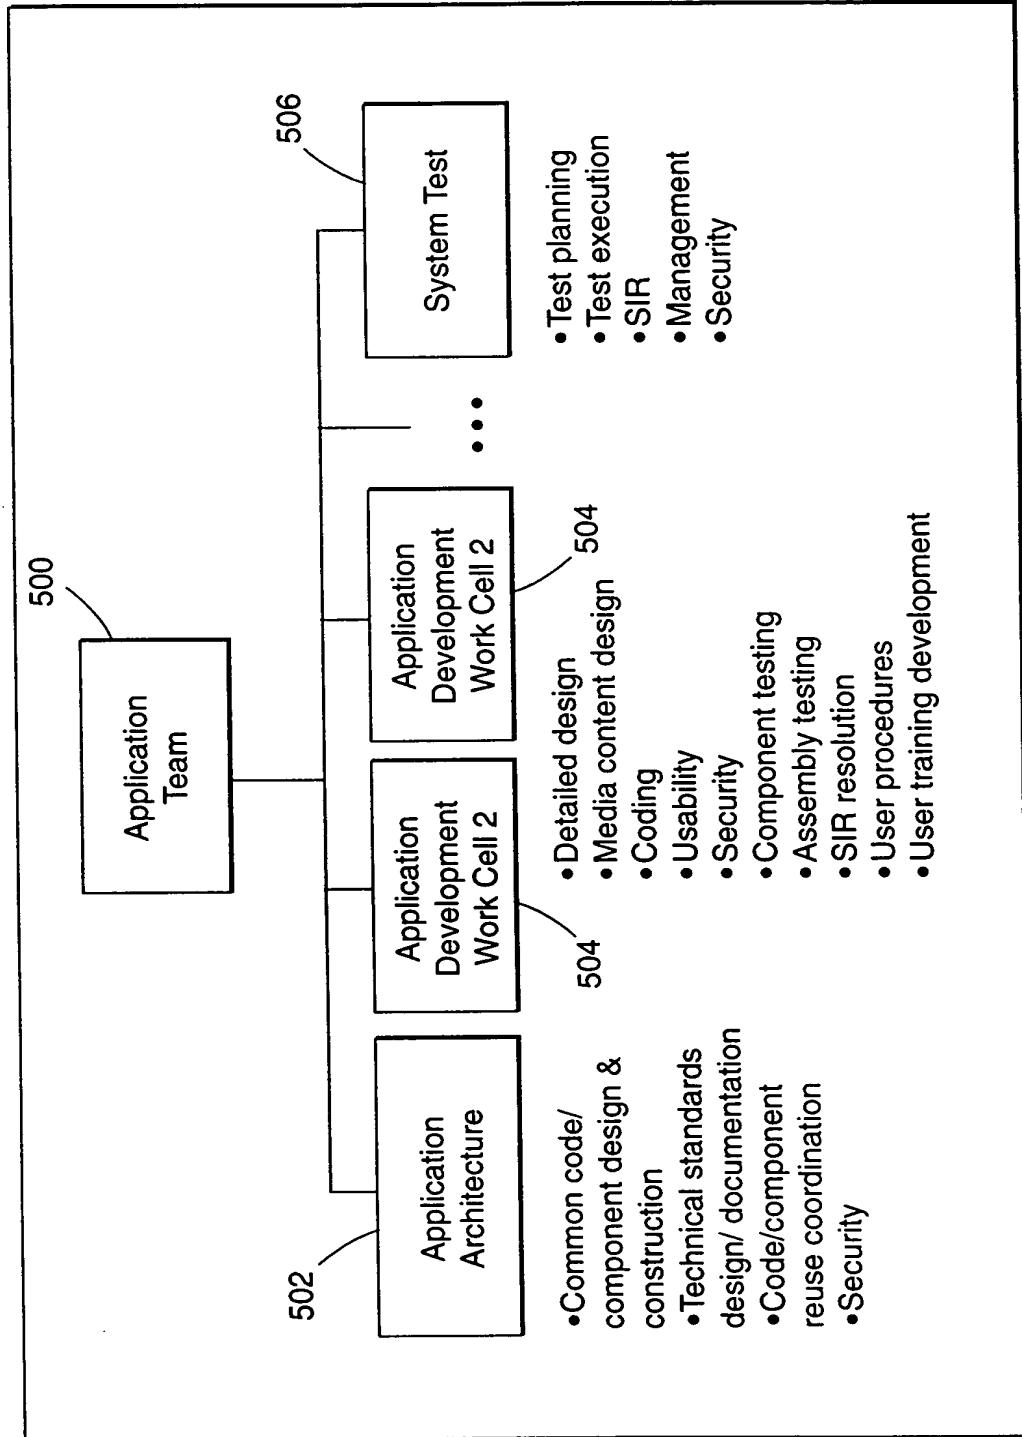 500
Application
Team
502
Application
Architecture
•Common code/
component design &
construction
•Technical standards
design/ documentation
•Code/component
reuse coordination
•Security
Application
Development
Work Cell 2
504
Application
Development
Work Cell 2
504
•Detailed design
•Media content design
•Coding
•Usability
•Security
•Component testing
•Assembly testing
•SIR resolution
•User procedures
•User training development
•••
506
System Test
•Test planning
•Test execution
•SIR
•Management
•Security